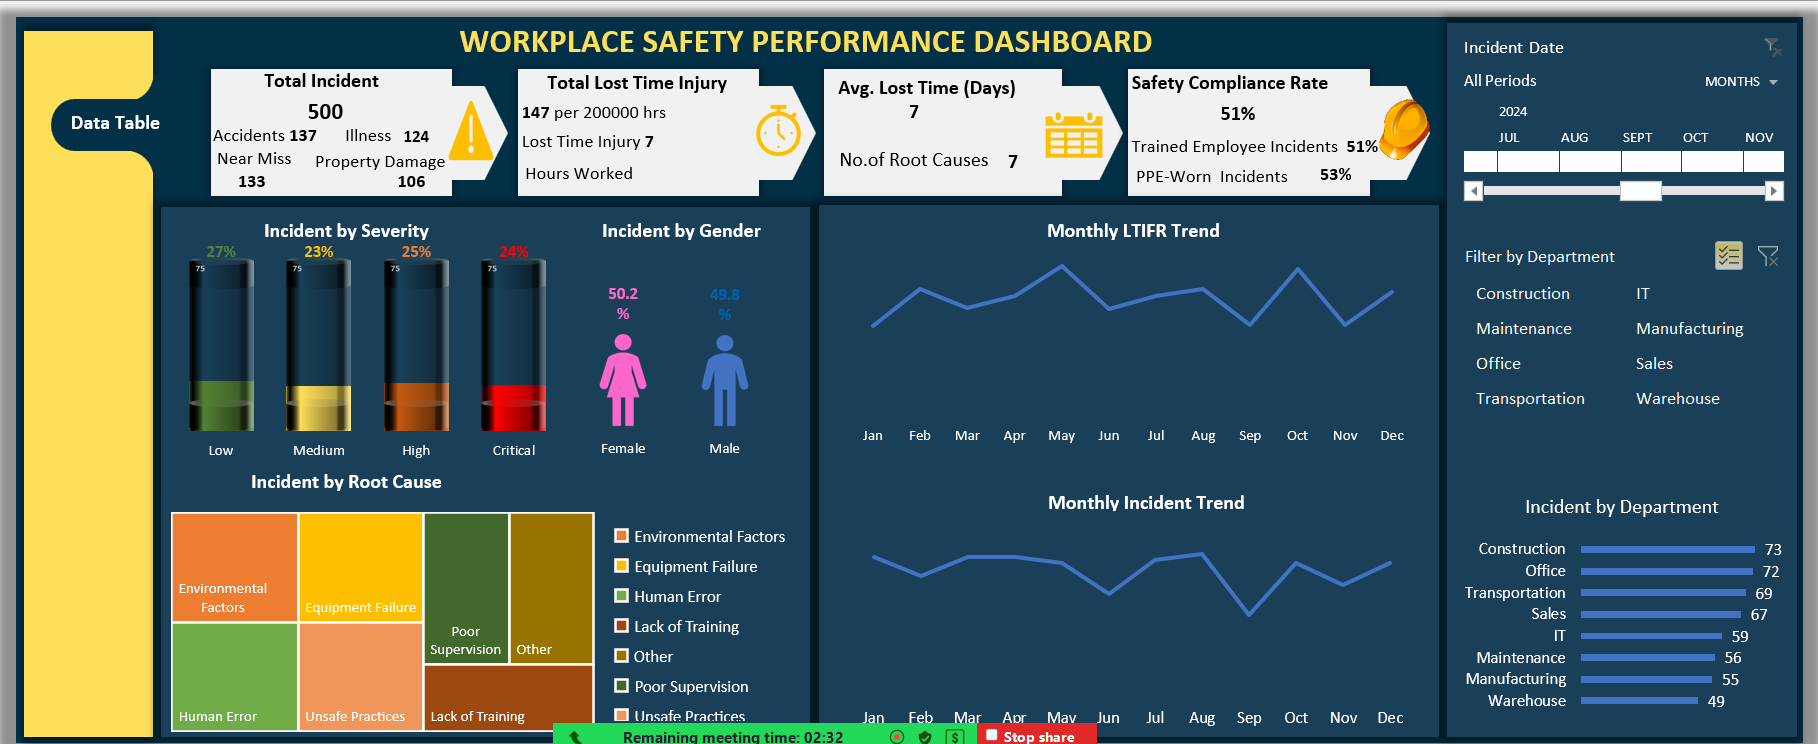 WORKPLACE SAFETY PERFORMANCE DASHBOARD
Data Table
Total Incident
500
Accidents 137 Illness 124
Near Miss Property Damage
133 106
Total Lost Time Injury
147 per 200000 hrs
Lost Time Injury 7
Hours Worked
Avg. Lost Time (Days)
7
No.of Root Causes 7
Safety Compliance Rate
51%
Trained Employee Incidents 51%
PPE-Worn Incidents 53%
Incident Date
All Periods MONTHS
2024
JUL AUG SEPT OCT NOV
Filter by Department
Construction IT
Maintenance Manufacturing
Office Sales
Transportation Warehouse
Incident by Severity
27% 23% 25% 24%
75 75 75 75
Low Medium High Critical
Incident by Gender
50.2
%
49.8
%
Female Male
Incident by Root Cause
Environmental
Factors
Equipment Failure
Poor
Supervision
Other
Human Error
Unsafe Practices
Lack of Training
Environmental Factors
Equipment Failure
Human Error
Lack of Training
Other
Poor Supervision
Unsafe Practices
Monthly LTIFR Trend
Jan Feb Mar Apr May Jun Jul Aug Sep Oct Nov Dec
Monthly Incident Trend
Jan Feb Mar Apr May Jun Jul Aug Sep Oct Nov Dec
Incident by Department
Construction 73
Office 72
Transportation 69
Sales 67
IT 59
Maintenance 56
Manufacturing 55
Warehouse 49
Remaining meeting time: 02:32
Stop share